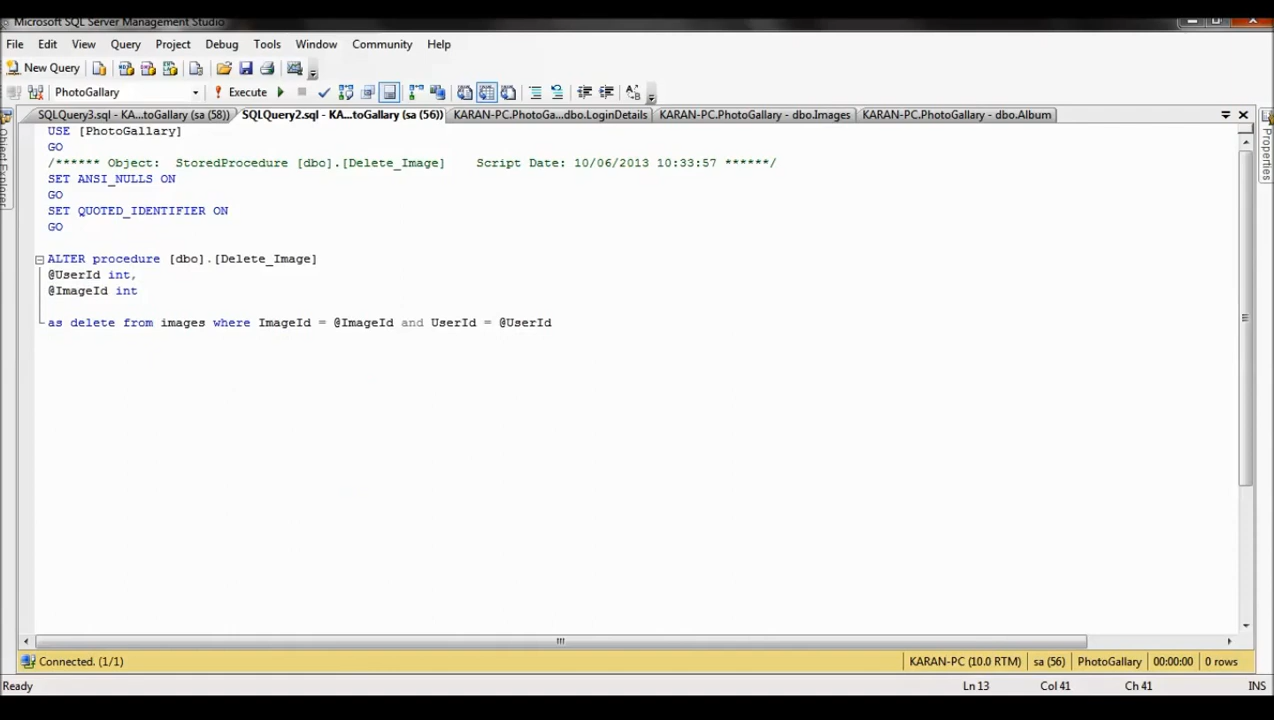 Microsoft SQL Server Management Studio
File Edit View Query Project Debug Tools Window Community Help
New Query
PhotoGallary Execute
SQLQuery3.sql - KA...toGallary (sa (58)) SQLQuery2.sql - KA...toGallary (sa (56)) KARAN-PC.PhotoGa...dbo.LoginDetails KARAN-PC.PhotoGallary - dbo.Images KARAN-PC.PhotoGallary - dbo.Album
Object Explorer
Properties
USE [PhotoGallary]
GO
/****** Object:  StoredProcedure [dbo].[Delete_Image]    Script Date: 10/06/2013 10:33:57 ******/
SET ANSI_NULLS ON
GO
SET QUOTED_IDENTIFIER ON
GO
ALTER procedure [dbo].[Delete_Image]
@UserId int,
@ImageId int
as delete from images where ImageId = @ImageId and UserId = @UserId
Connected. (1/1) KARAN-PC (10.0 RTM) sa (56) PhotoGallary 00:00:00 0 rows
Ready Ln 13 Col 41 Ch 41 INS